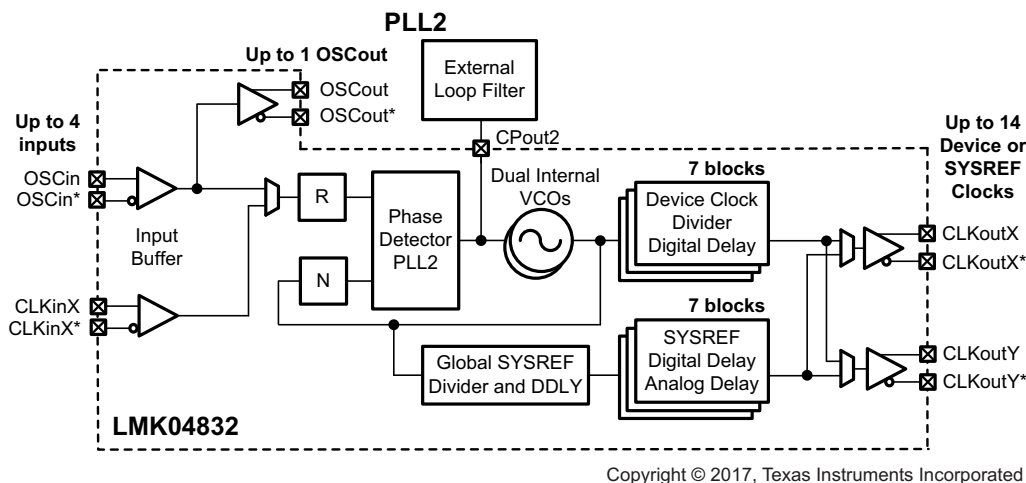 PLL2
Up to 1 OSCout
External
Loop Filter
OSCout
OSCout*
Up to 4
inputs
CPout2
Up to 14
Device or
SYSREF
Clocks
OSCin
OSCin*
Input
Buffer
R
N
Phase
Detector
PLL2
Dual Internal
VCOs
7 blocks
Device Clock
Divider
Digital Delay
CLKoutX
CLKoutX*
CLKinX
CLKinX*
7 blocks
SYSREF
Digital Delay
Analog Delay
Global SYSREF
Divider and DDLY
CLKoutY
CLKoutY*
LMK04832
Copyright © 2017, Texas Instruments Incorporated